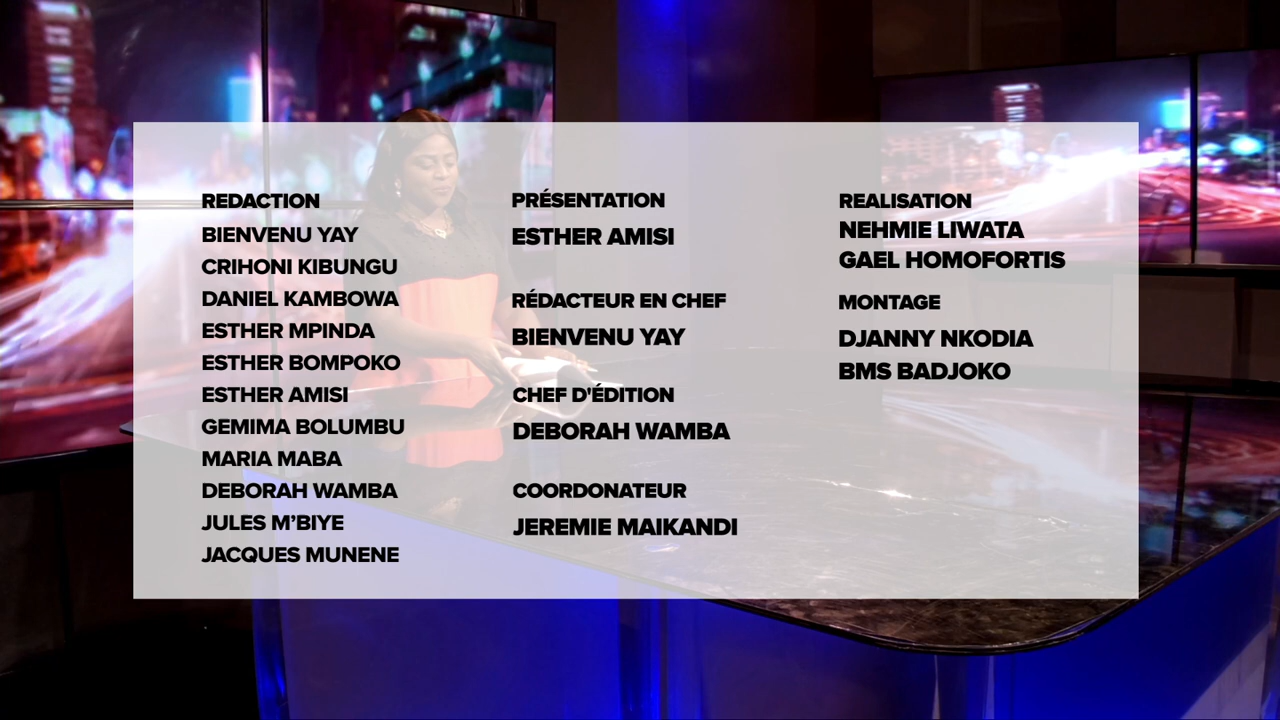 REDACTION
BIENVENU YAY
CRIHONI KIBUNGU
DANIEL KAMBOWA
ESTHER MPINDA
ESTHER BOMPOKO
ESTHER AMISI
GEMIMA BOLUMBU
MARIA MABA
DEBORAH WAMBA
JULES M’BIYE
JACQUES MUNENE
PRÉSENTATION
ESTHER AMISI
RÉDACTEUR EN CHEF
BIENVENU YAY
CHEF D'ÉDITION
DEBORAH WAMBA
COORDONATEUR
JEREMIE MAIKANDI
REALISATION
NEHMIE LIWATA
GAEL HOMOFORTIS
MONTAGE
DJANNY NKODIA
BMS BADJOKO